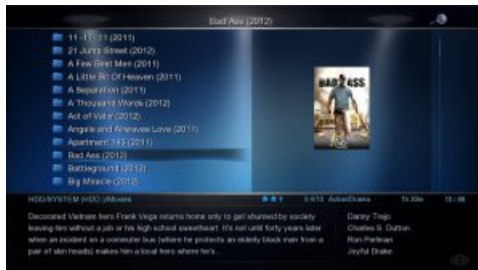 Bad Ass (2012)
11-11-11 (2011)
21 Jump Street (2012)
A Few Best Men (2011)
A Little Bit Of Heaven (2011)
A Separation (2011)
A Thousand Words (2012)
Act of Valor (2012)
Angels and Airwaves Love (2011)
Apartment 143 (2011)
Bad Ass (2012)
Battleground (2012)
Big Miracle (2012)
BAD ASS
HDD/SYSTEM (HDD:)/Movies
Action/Drama
1h 30m
10 / 66
Decorated Vietnam hero Frank Vega returns home only to get shunned by society
leaving him without a job or his high school sweetheart. It's not until forty years later
when an incident on a commuter bus (where he protects an elderly black man from a
pair of skin heads) makes him a local hero where he's...
Danny Trejo
Charles S. Dutton
Ron Perlman
Joyful Drake